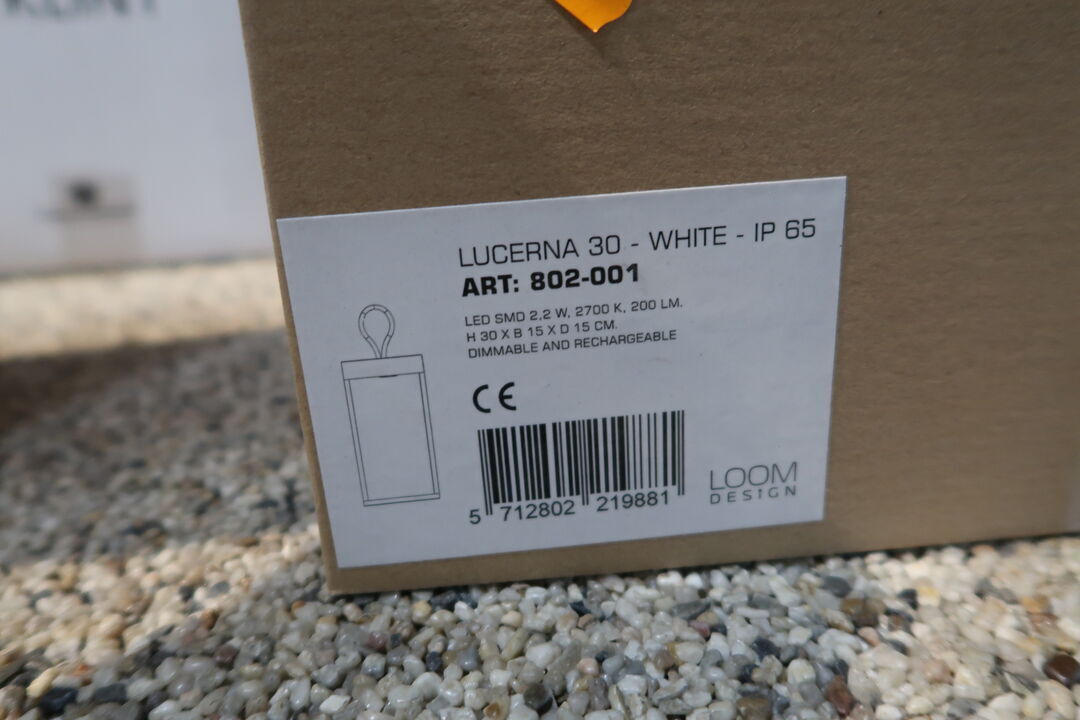 LUCERNA 30 - WHITE - IP 65
ART: 802-001
LED SMD 2,2 W, 2700 K, 200 LM.
H 30 X B 15 X D 15 CM.
DIMMABLE AND RECHARGEABLE
CE
5 712802 219881
LOOM
DESIGN